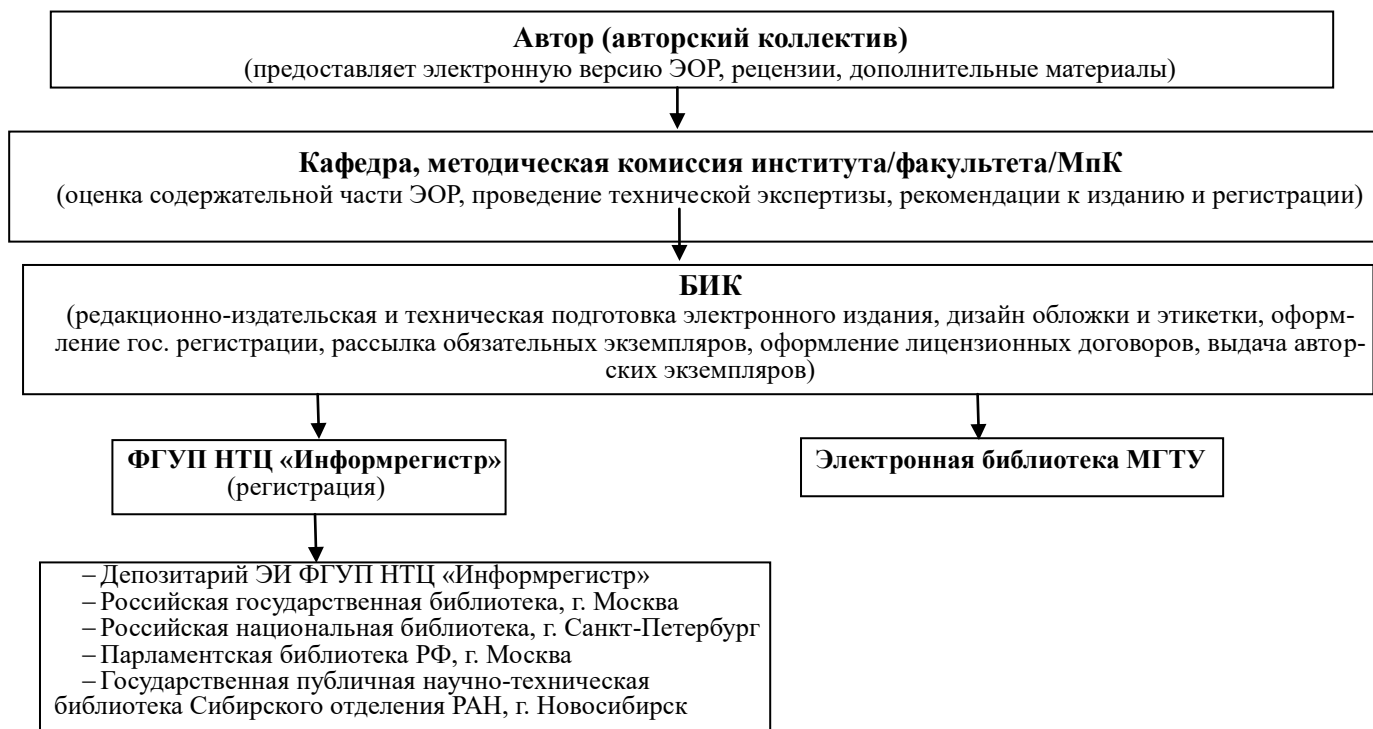 Автор (авторский коллектив)
(предоставляет электронную версию ЭОР, рецензии, дополнительные материалы)
Кафедра, методическая комиссия института/факультета/МпК
(оценка содержательной части ЭОР, проведение технической экспертизы, рекомендации к изданию и регистрации)
БИК
(редакционно-издательская и техническая подготовка электронного издания, дизайн обложки и этикетки, оформ-
ление гос. регистрации, рассылка обязательных экземпляров, оформление лицензионных договоров, выдача автор-
ских экземпляров)
ФГУП НТЦ «Информрегистр»
(регистрация)
Электронная библиотека МГТУ
– Депозитарий ЭИ ФГУП НТЦ «Информрегистр»
– Российская государственная библиотека, г. Москва
– Российская национальная библиотека, г. Санкт-Петербург
– Парламентская библиотека РФ, г. Москва
– Государственная публичная научно-техническая
библиотека Сибирского отделения РАН, г. Новосибирск